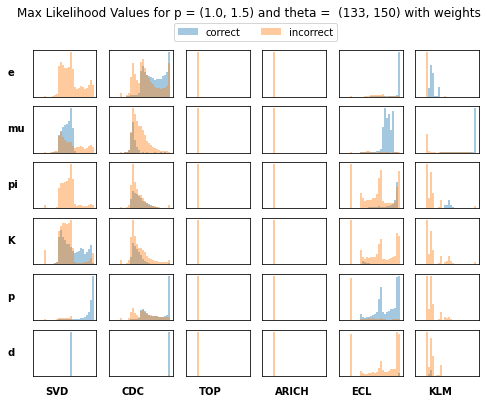 Max Likelihood Values for p = (1.0, 1.5) and theta =  (133, 150) with weights
correct incorrect
e
mu
pi
K
p
d
SVD CDC TOP ARICH ECL KLM